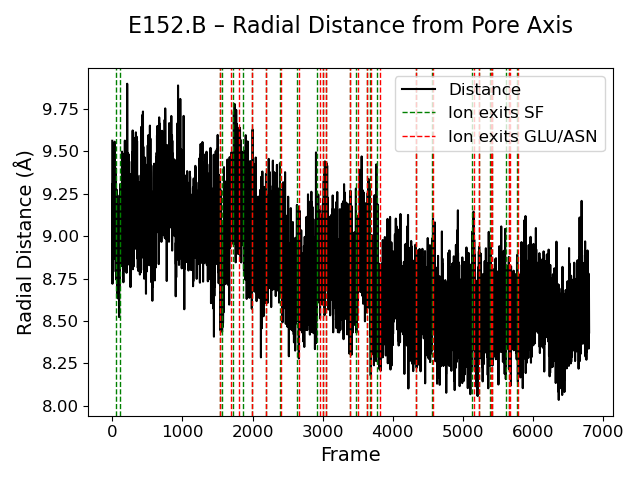 E152.B – Radial Distance from Pore Axis
Distance
Ion exits SF
Ion exits GLU/ASN
Radial Distance (Å)
9.75
9.50
9.25
9.00
8.75
8.50
8.25
8.00
0 1000 2000 3000 4000 5000 6000 7000
Frame